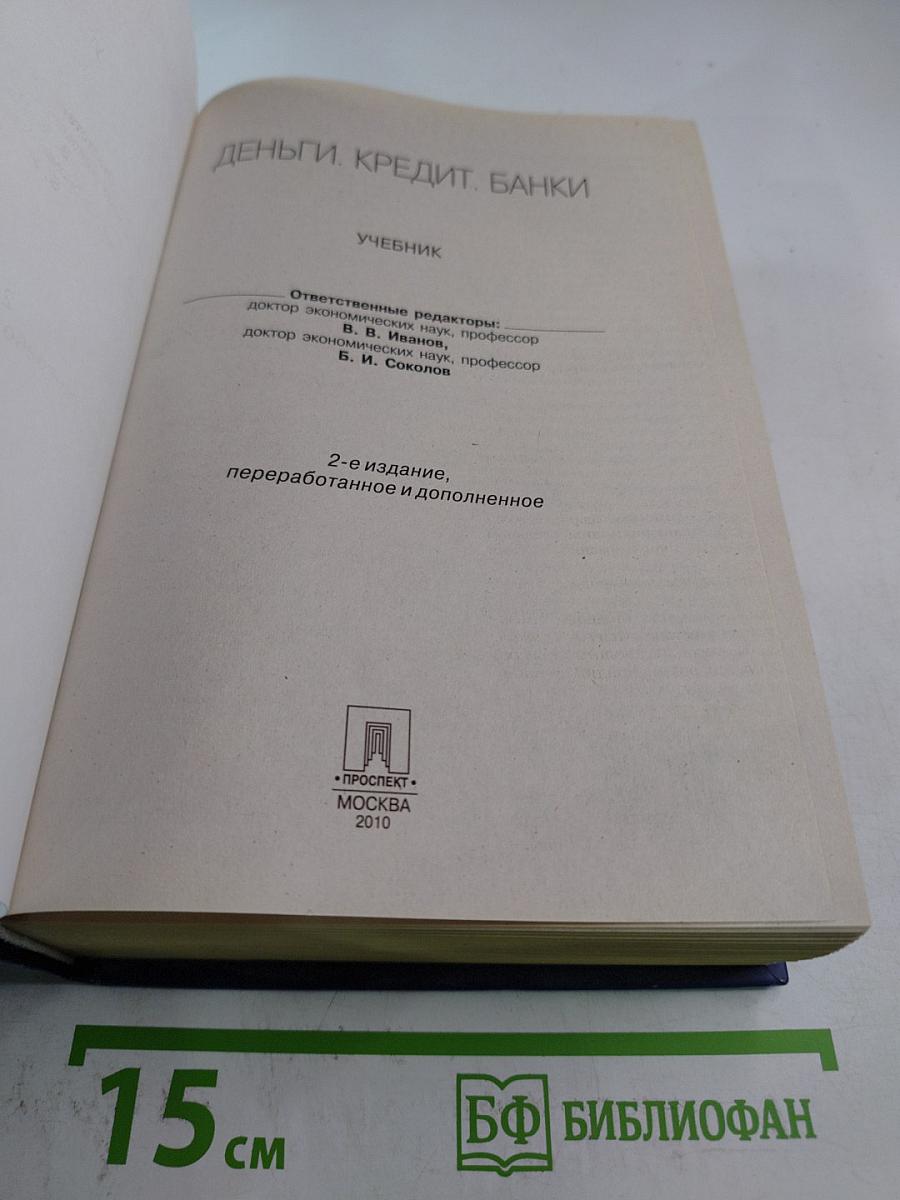 ДЕНЬГИ. КРЕДИТ. БАНКИ
УЧЕБНИК
Ответственные редакторы:
доктор экономических наук, профессор
В. В. Иванов,
доктор экономических наук, профессор
Б. И. Соколов
2-е издание,
переработанное и дополненное
• ПРОСПЕКТ •
МОСКВА
2010
15 см
БФ БИБЛИОФАН